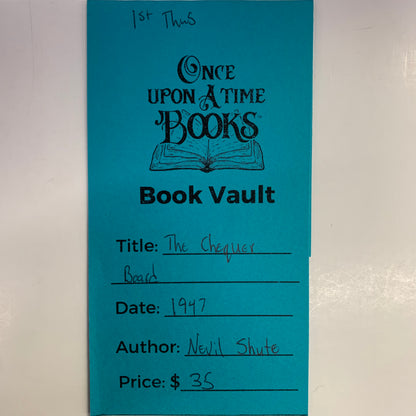 1st Thus
ONCE
UPON A TIME
BOOKS
Book Vault
Title: The Chequer
Board
Date: 1947
Author: Nevil Shute
Price: $ 35